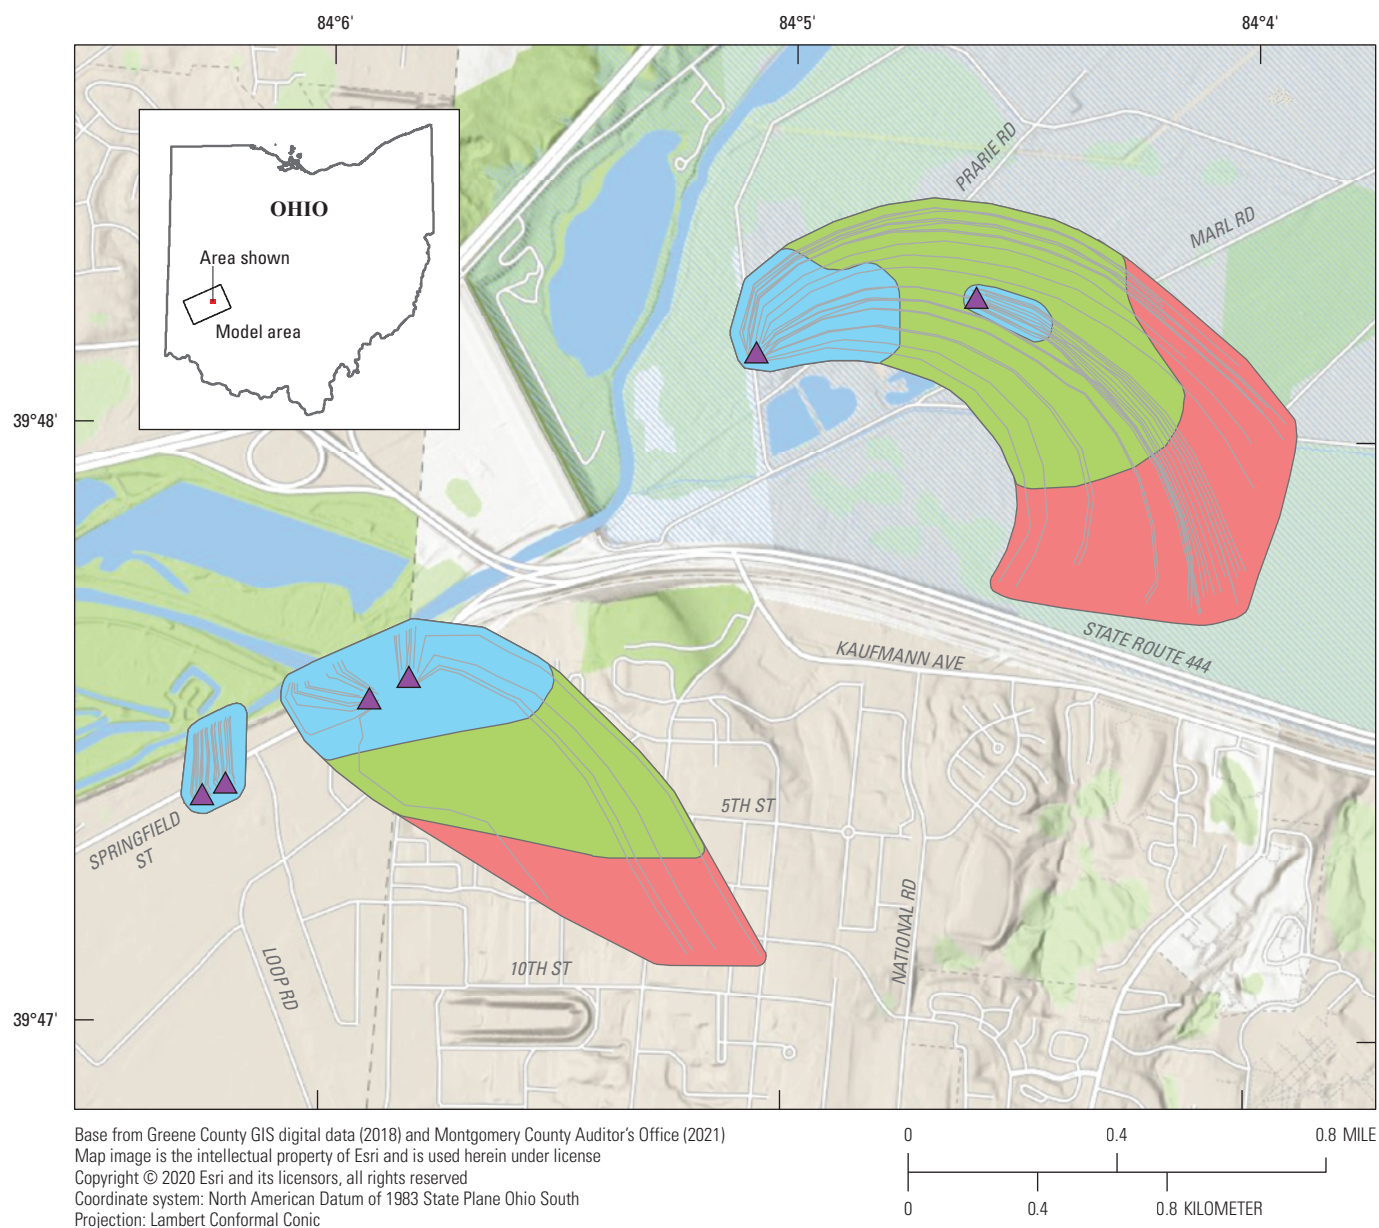 84°6'
84°5'
84°4'
PRARIE RD
MARL RD
OHIO
Area shown
Model area
39°48'
STATE ROUTE 444
KAUFMANN AVE
5TH ST
SPRINGFIELD
ST
NATIONAL RD
LOOP RD
10TH ST
39°47'
Base from Greene County GIS digital data (2018) and Montgomery County Auditor's Office (2021)
Map image is the intellectual property of Esri and is used herein under license
Copyright © 2020 Esri and its licensors, all rights reserved
Coordinate system: North American Datum of 1983 State Plane Ohio South
Projection: Lambert Conformal Conic
0 0.4 0.8 MILE
0 0.4 0.8 KILOMETER